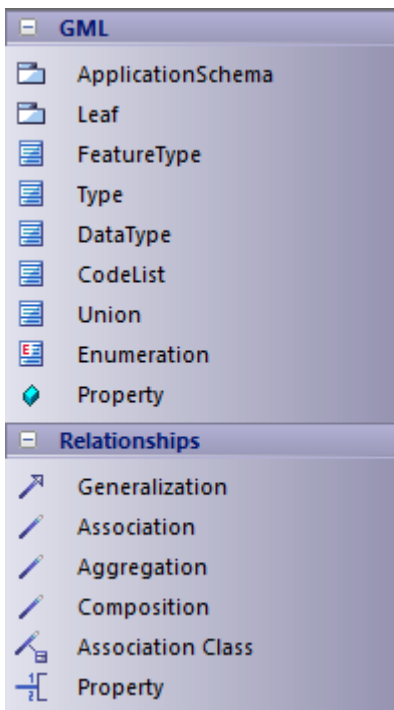 GML
ApplicationSchema
Leaf
FeatureType
Type
DataType
CodeList
Union
Enumeration
Property
Relationships
Generalization
Association
Aggregation
Composition
Association Class
Property